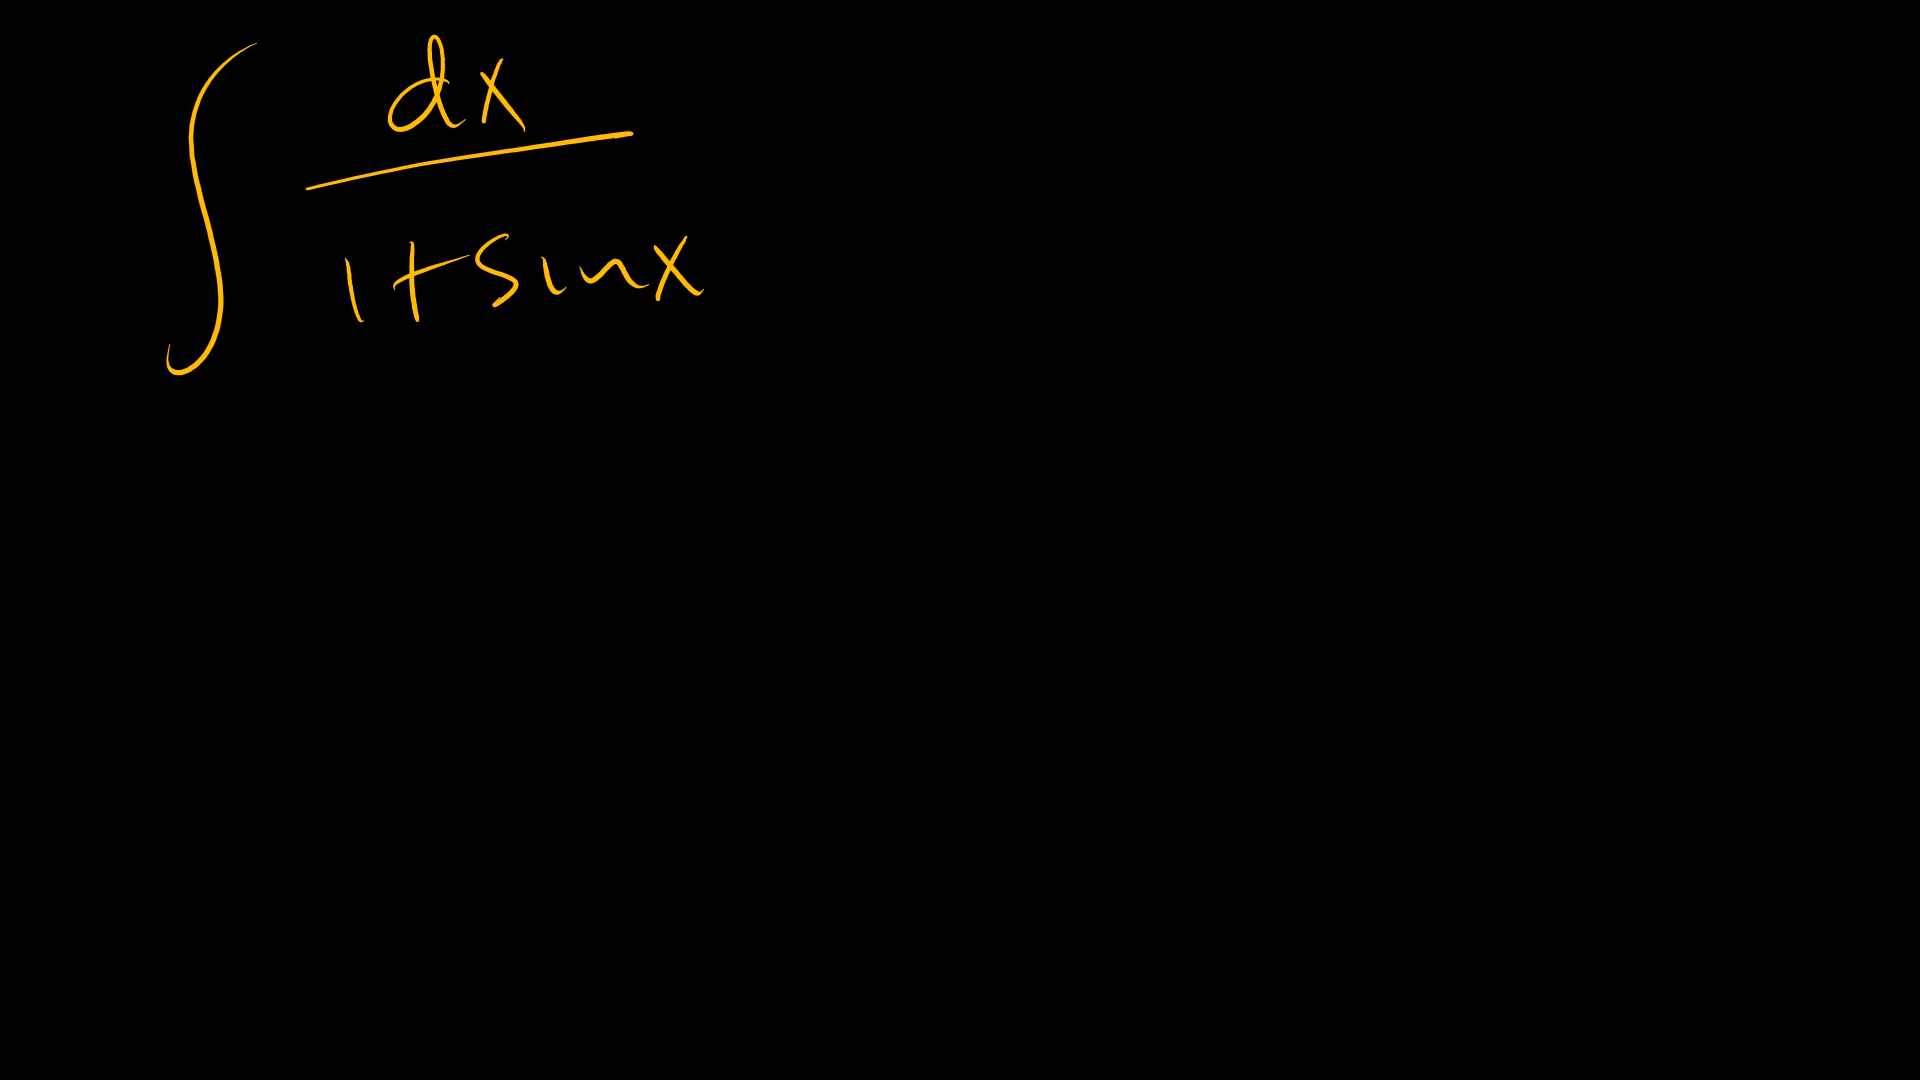 ∫ dx
1+sinx